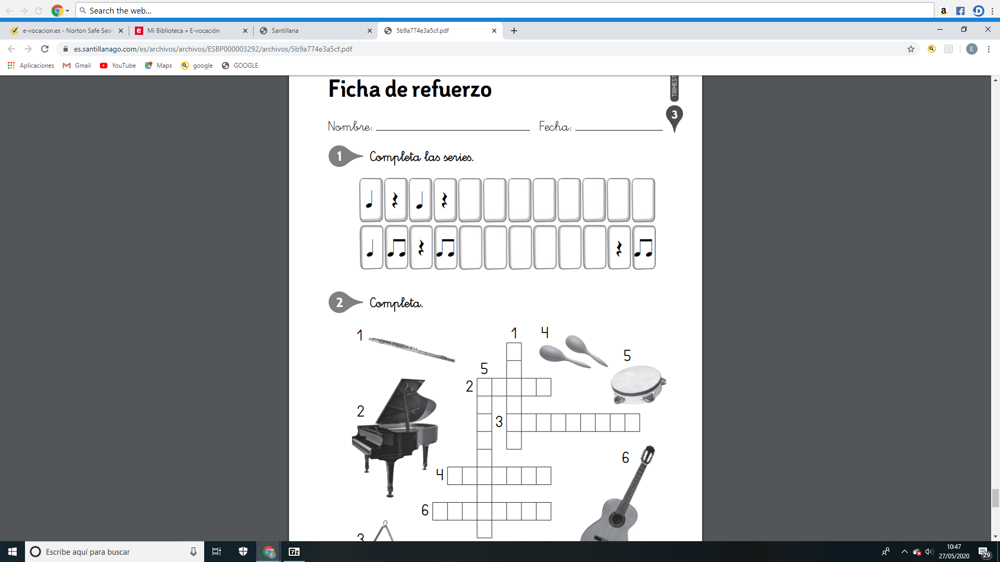 Search the web...
e-vocacion.es - Norton Safe Sear
Mi Biblioteca » E-vocación
Santillana
5b9a774e3a5cf.pdf
es.santillanago.com/es/archivos/archivos/ESBP000003292/archivos/5b9a774e3a5cf.pdf
E
Aplicaciones
Gmail
YouTube
Maps
google
GOOGLE
Ficha de refuerzo
TRIMEST
3
Nombre:
Fecha:
1
Completa las series.
2
Completa.
1
1
4
5
5
2
2
3
6
4
6
3
Escribe aquí para buscar
10:47
27/05/2020
29